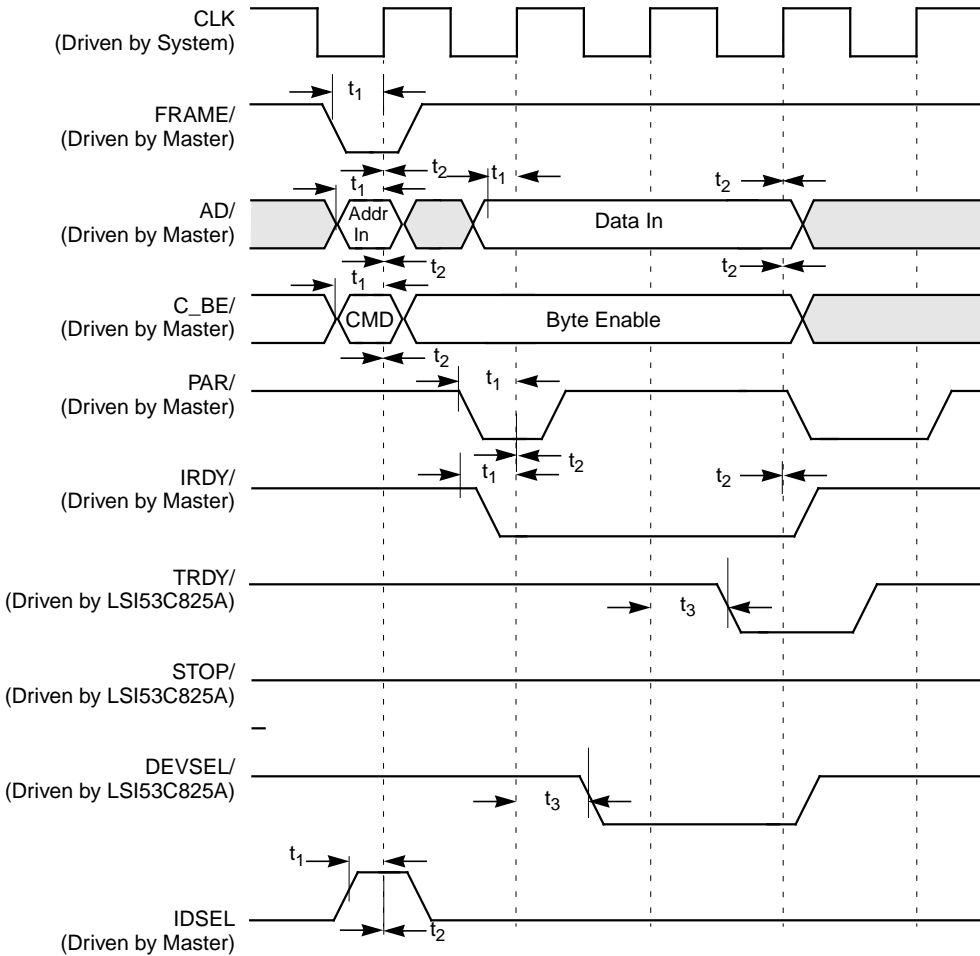 CLK
(Driven by System)
t1
FRAME/
(Driven by Master)
t2
t1
t1
t2
AD/
(Driven by Master)
Addr
In
Data In
t2
t1
t2
C_BE/
(Driven by Master)
CMD
Byte Enable
t2
PAR/
(Driven by Master)
t1
t2
t1
t2
IRDY/
(Driven by Master)
TRDY/
(Driven by LSI53C825A)
t3
STOP/
(Driven by LSI53C825A)
DEVSEL/
(Driven by LSI53C825A)
t3
t1
IDSEL
(Driven by Master)
t2